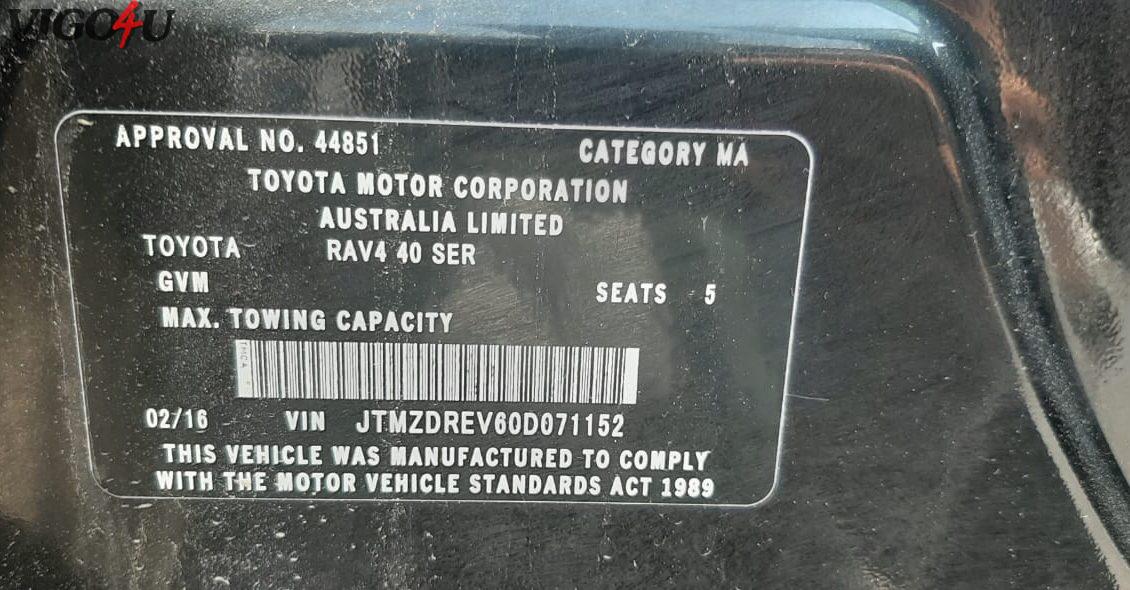 VIGO4U
APPROVAL NO. 44851 CATEGORY MA
TOYOTA MOTOR CORPORATION
AUSTRALIA LIMITED
TOYOTA RAV4 40 SER
GVM SEATS 5
MAX. TOWING CAPACITY
TMCA
02/16 VIN JTMZDREV60D071152
THIS VEHICLE WAS MANUFACTURED TO COMPLY
WITH THE MOTOR VEHICLE STANDARDS ACT 1989